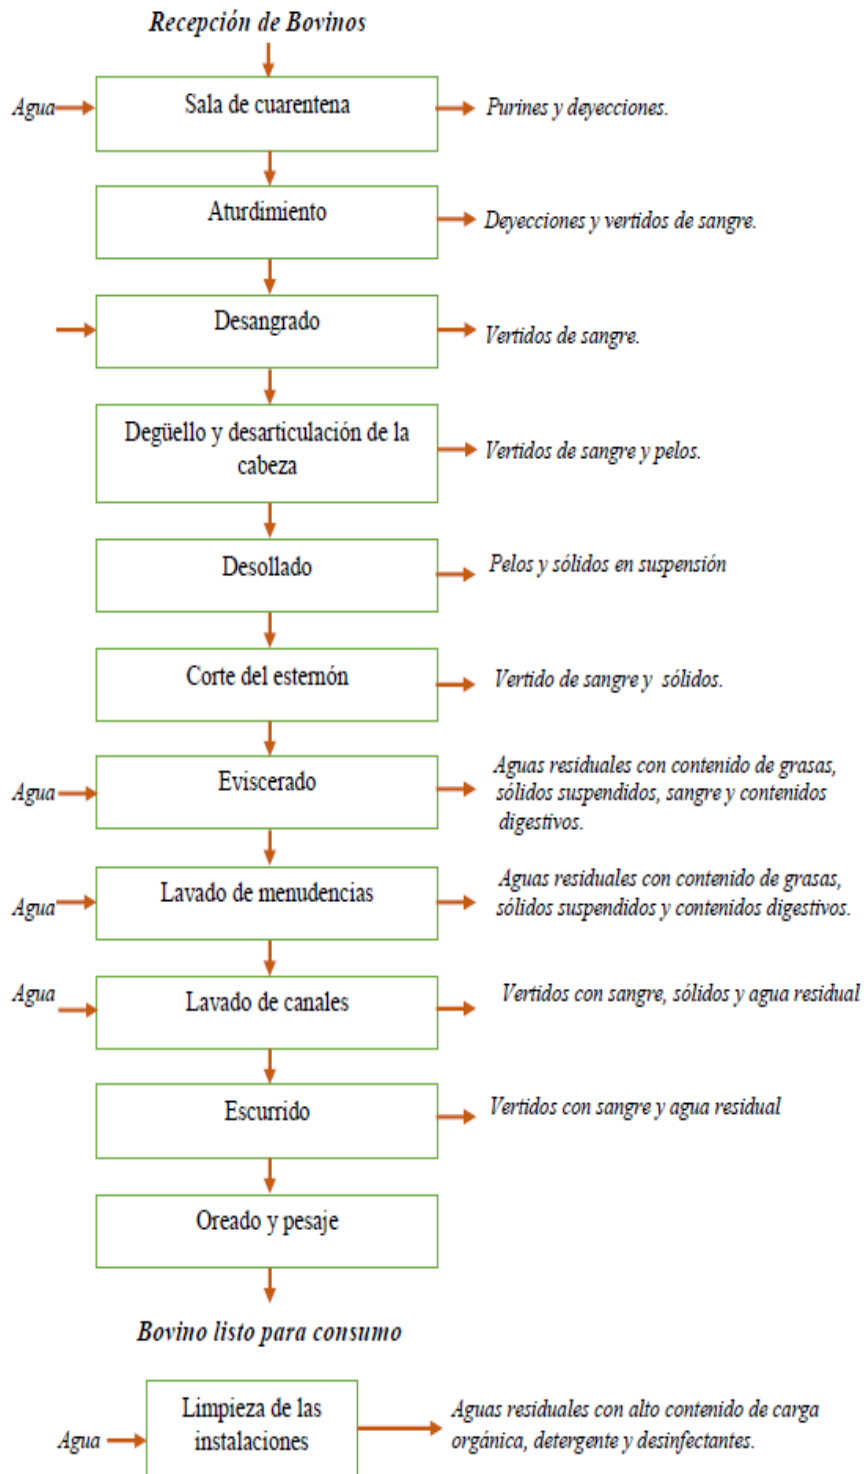 Recepción de Bovinos
Agua
Sala de cuarentena
Purines y deyecciones.
Aturdimiento
Deyecciones y vertidos de sangre.
Desangrado
Vertidos de sangre.
Degüello y desarticulación de la
cabeza
Vertidos de sangre y pelos.
Desollado
Pelos y sólidos en suspensión
Corte del esternón
Vertido de sangre y sólidos.
Agua
Eviscerado
Aguas residuales con contenido de grasas,
sólidos suspendidos, sangre y contenidos
digestivos.
Agua
Lavado de menudencias
Aguas residuales con contenido de grasas,
sólidos suspendidos y contenidos digestivos.
Agua
Lavado de canales
Vertidos con sangre, sólidos y agua residual
Escurrido
Vertidos con sangre y agua residual
Oreado y pesaje
Bovino listo para consumo
Agua
Limpieza de las
instalaciones
Aguas residuales con alto contenido de carga
orgánica, detergente y desinfectantes.